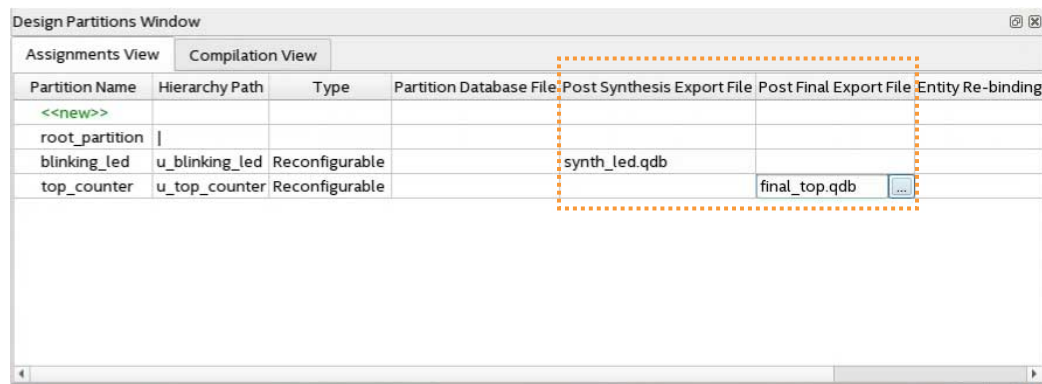 Design Partitions Window
Assignments View Compilation View
Partition Name Hierarchy Path Type Partition Database File Post Synthesis Export File Post Final Export File Entity Re-binding
<<new>>
root_partition |
blinking_led u_blinking_led Reconfigurable synth_led.qdb
top_counter u_top_counter Reconfigurable final_top.qdb ...